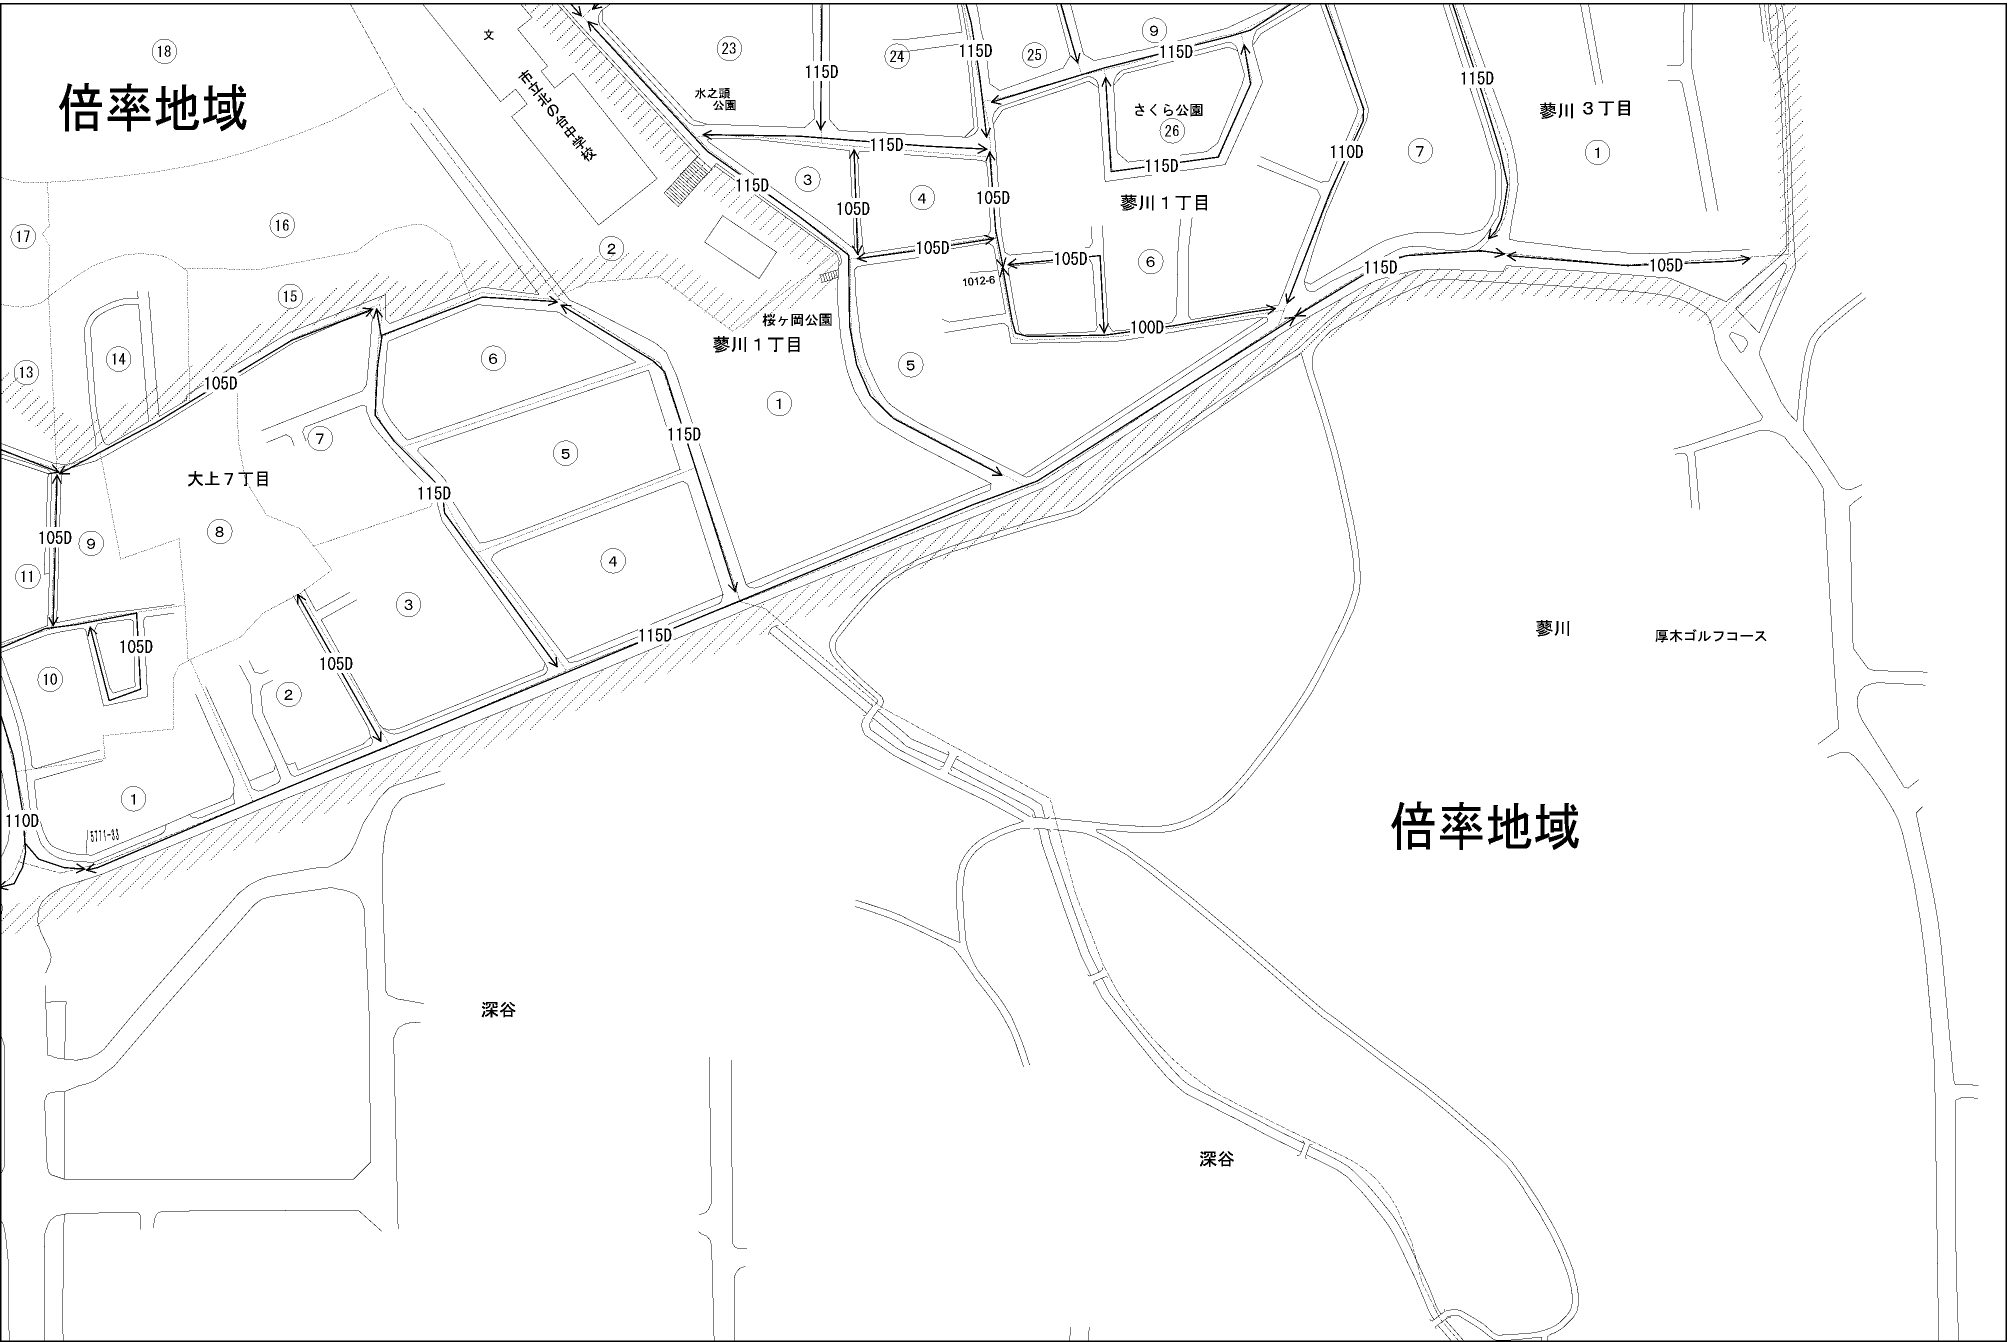 ⑱
倍率地域
文
市立北の台中学校
㉓
水之頭
公園
115D
㉔
115D
㉕
⑨
115D
さくら公園
㉖
115D
110D
⑦
115D
蓼川３丁目
①
115D
115D
③
④
105D
105D
105D
蓼川１丁目
⑰
⑯
②
⑮
105D
1012-6
⑥
100D
115D
105D
桜ヶ岡公園
蓼川１丁目
⑬
⑭
105D
⑥
⑤
①
⑦
115D
⑤
大上７丁目
115D
105D
⑨
⑧
④
⑪
③
115D
105D
105D
⑩
②
①
110D
5771-33
蓼川
厚木ゴルフコース
倍率地域
深谷
深谷